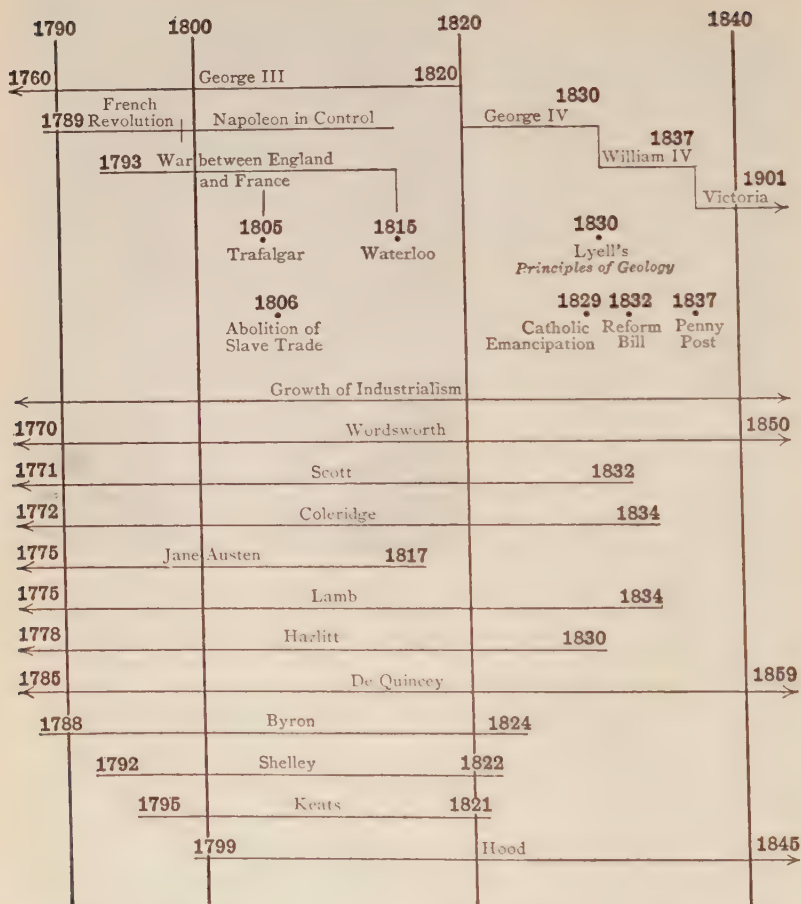 1790 1800 1820 1840
1760 George III 1820
French
Revolution
1789 Napoleon in Control
George IV 1830
1793 War between England
and France
William IV 1837
Victoria 1901
1805
Trafalgar
1815
Waterloo
1830
Lyell's
Principles of Geology
1806
Abolition of
Slave Trade
1829
Catholic
Emancipation
1832
Reform
Bill
1837
Penny
Post
Growth of Industrialism
1770 Wordsworth 1850
1771 Scott 1832
1772 Coleridge 1834
1775 Jane Austen 1817
1775 Lamb 1834
1778 Hazlitt 1830
1785 De Quincey 1859
1788 Byron 1824
1792 Shelley 1822
1795 Keats 1821
1799 Hood 1845